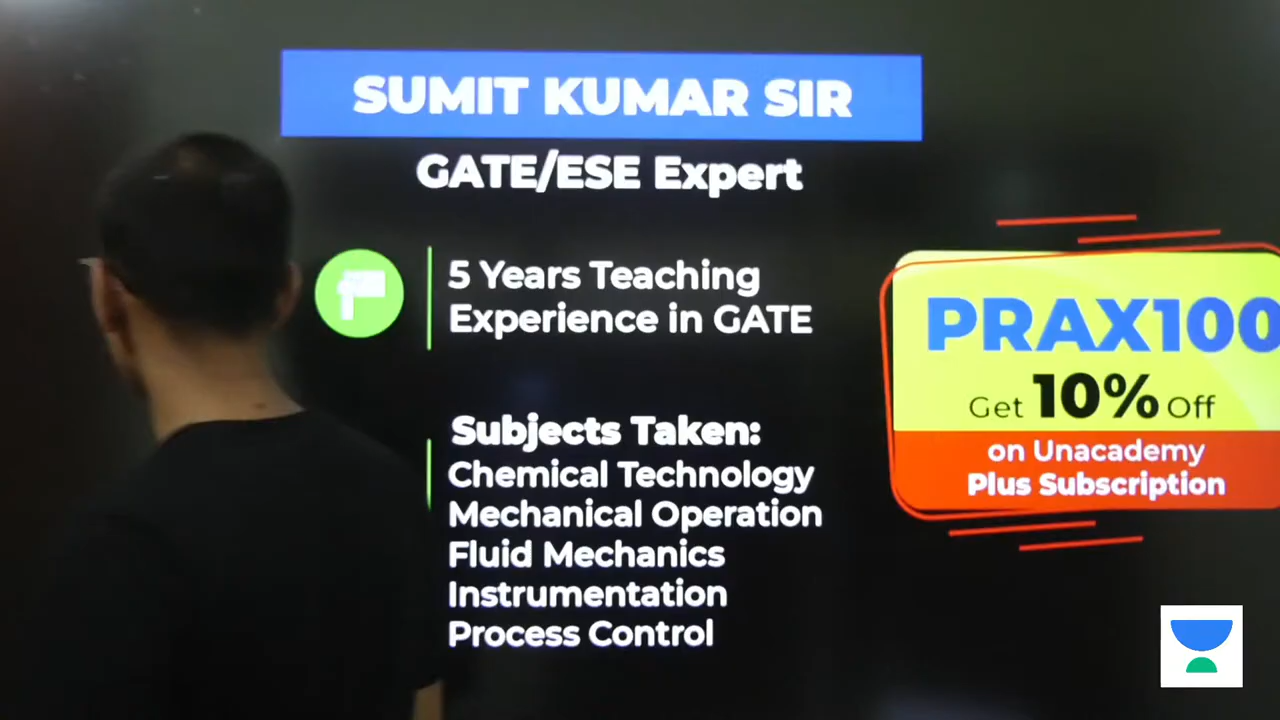 SUMIT KUMAR SIR
GATE/ESE Expert
5 Years Teaching
Experience in GATE
Subjects Taken:
Chemical Technology
Mechanical Operation
Fluid Mechanics
Instrumentation
Process Control
PRAX100
Get 10% Off
on Unacademy
Plus Subscription